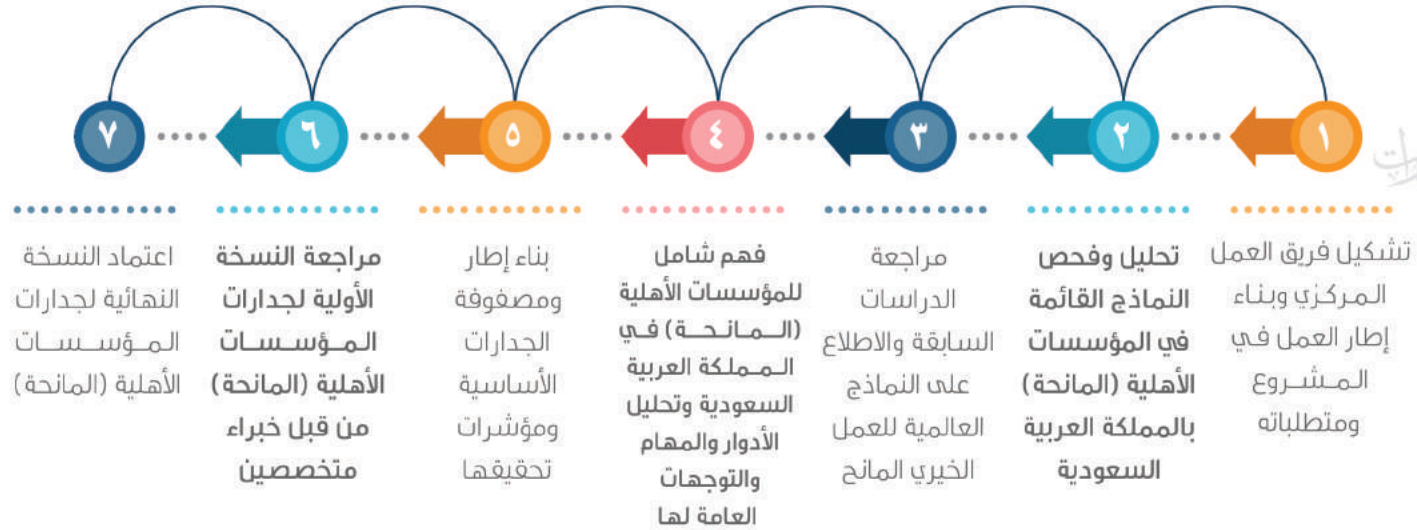 ١
تشكيل فريق العمل
المركزي وبناء
إطار العمل في
المشروع
ومتطلباته
٢
تحليل وفحص
النماذج القائمة
في المؤسسات
الأهلية (المانحة)
بالمملكة العربية
السعودية
٣
مراجعة
الدراسات
السابقة والاطلاع
على النماذج
العالمية للعمل
الخيري المانح
٤
فهم شامل
للمؤسسات الأهلية
(المانحة) في
المملكة العربية
السعودية وتحليل
الأدوار والمهام
والتوجهات
العامة لها
٥
بناء إطار
ومصفوفة
الجدارات
الأساسية
ومؤشرات
تحقيقها
٦
مراجعة النسخة
الأولية لجدارات
المؤسسات
الأهلية (المانحة)
من قبل خبراء
متخصصين
٧
اعتماد النسخة
النهائية لجدارات
المؤسسات
الأهلية (المانحة)